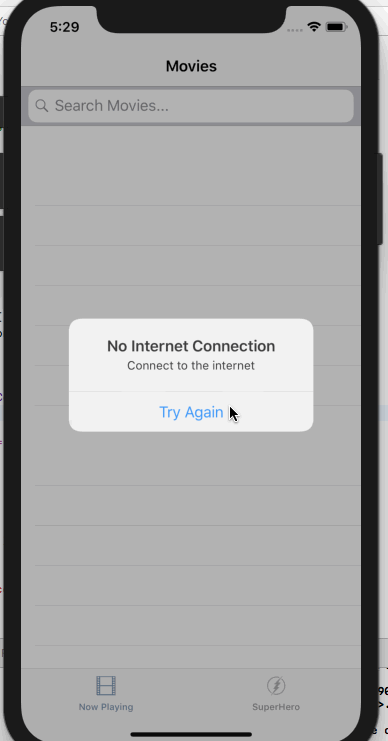 5:29
Movies
Search Movies...
No Internet Connection
Connect to the internet
Try Again
Now Playing
SuperHero